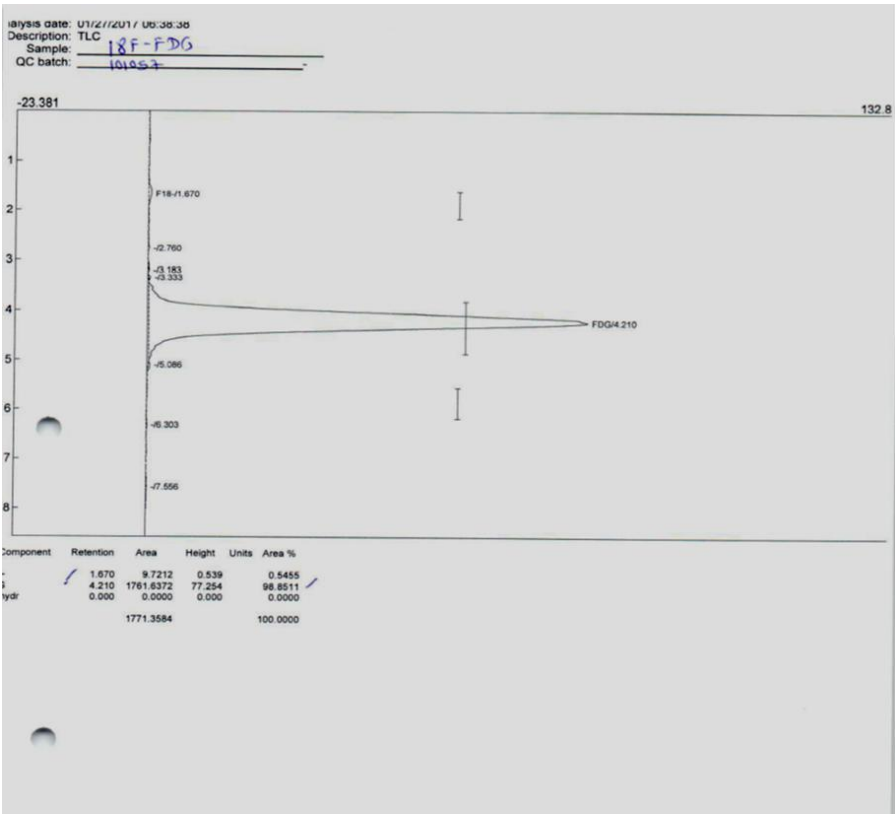 alysis date: 01/27/2017 06:38:38
Description: TLC
Sample: 18F-FDG
QC batch: 101057
-23.381 132.8
1
F18-/1.670
2
-/2.760
3
-/3.183
-/3.333
4
FDG/4.210
5
-/5.086
6
-/6.303
7
-/7.556
8
Component Retention Area Height Units Area %
- 1.670 9.7212 0.539 0.5455
4.210 1761.6372 77.254 98.8511
hydr 0.000 0.0000 0.000 0.0000
1771.3584 100.0000